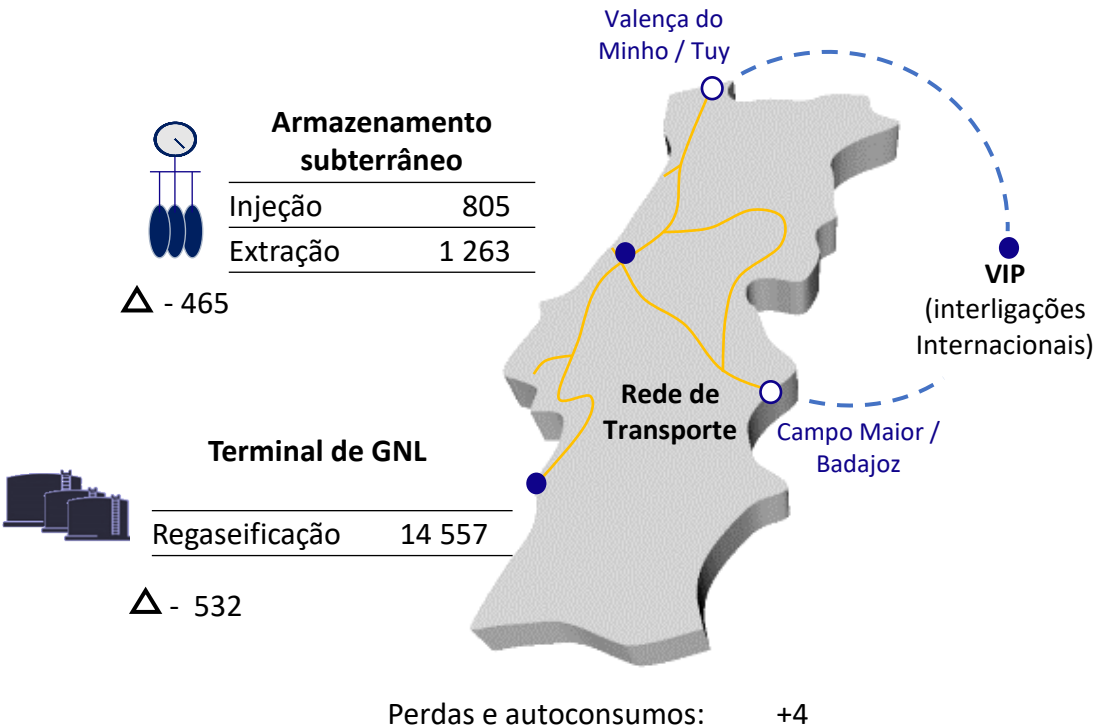 Valença do
Minho / Tuy
Armazenamento
subterrâneo
Injeção 805
Extração 1 263
Δ - 465
VIP
(interligações
Internacionais)
Rede de
Transporte
Campo Maior /
Badajoz
Terminal de GNL
Regaseificação 14 557
Δ - 532
Perdas e autoconsumos: +4